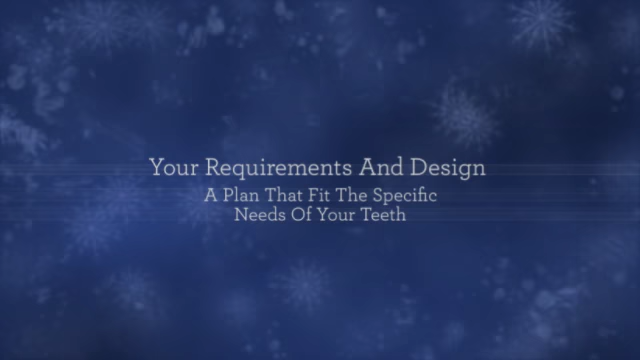 Your Requirements And Design
A Plan That Fit The Specific
Needs Of Your Teeth